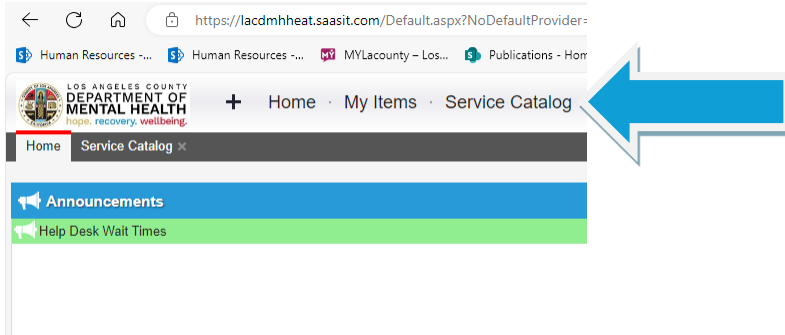 https://lacdmhheat.saasit.com/Default.aspx?NoDefaultProvider=
Human Resources -... Human Resources -... MYLacounty – Los... Publications - Hom
LOS ANGELES COUNTY
DEPARTMENT OF
MENTAL HEALTH
hope. recovery. wellbeing.
+ Home · My Items · Service Catalog
Home Service Catalog ×
Announcements
Help Desk Wait Times